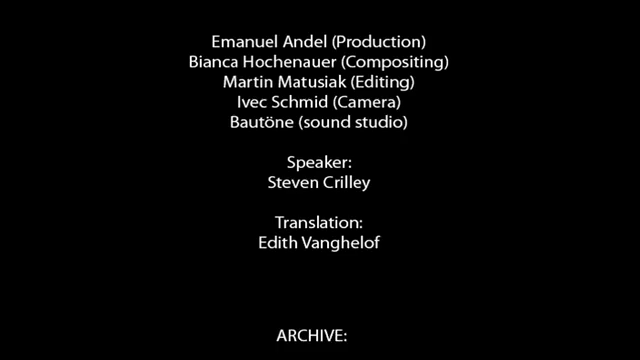 Emanuel Andel (Production)
Bianca Hochenauer (Compositing)
Martin Matusiak (Editing)
Ivec Schmid (Camera)
Bautöne (sound studio)
Speaker:
Steven Crilley
Translation:
Edith Vanghelof
ARCHIVE: